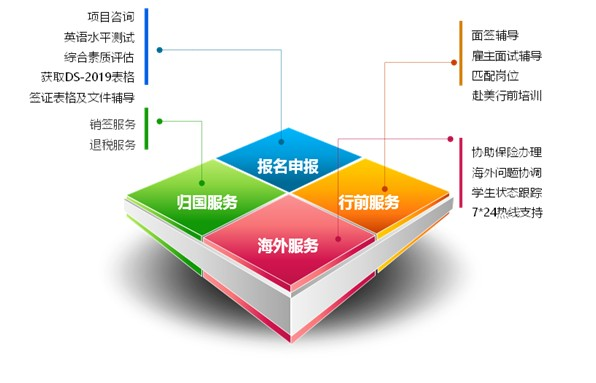 项目咨询
英语水平测试
综合素质评估
获取DS-2019表格
签证表格及文件辅导
销签服务
退税服务
面签辅导
雇主面试辅导
匹配岗位
赴美行前培训
协助保险办理
海外问题协调
学生状态跟踪
7*24热线支持
报名申报
归国服务
行前服务
海外服务